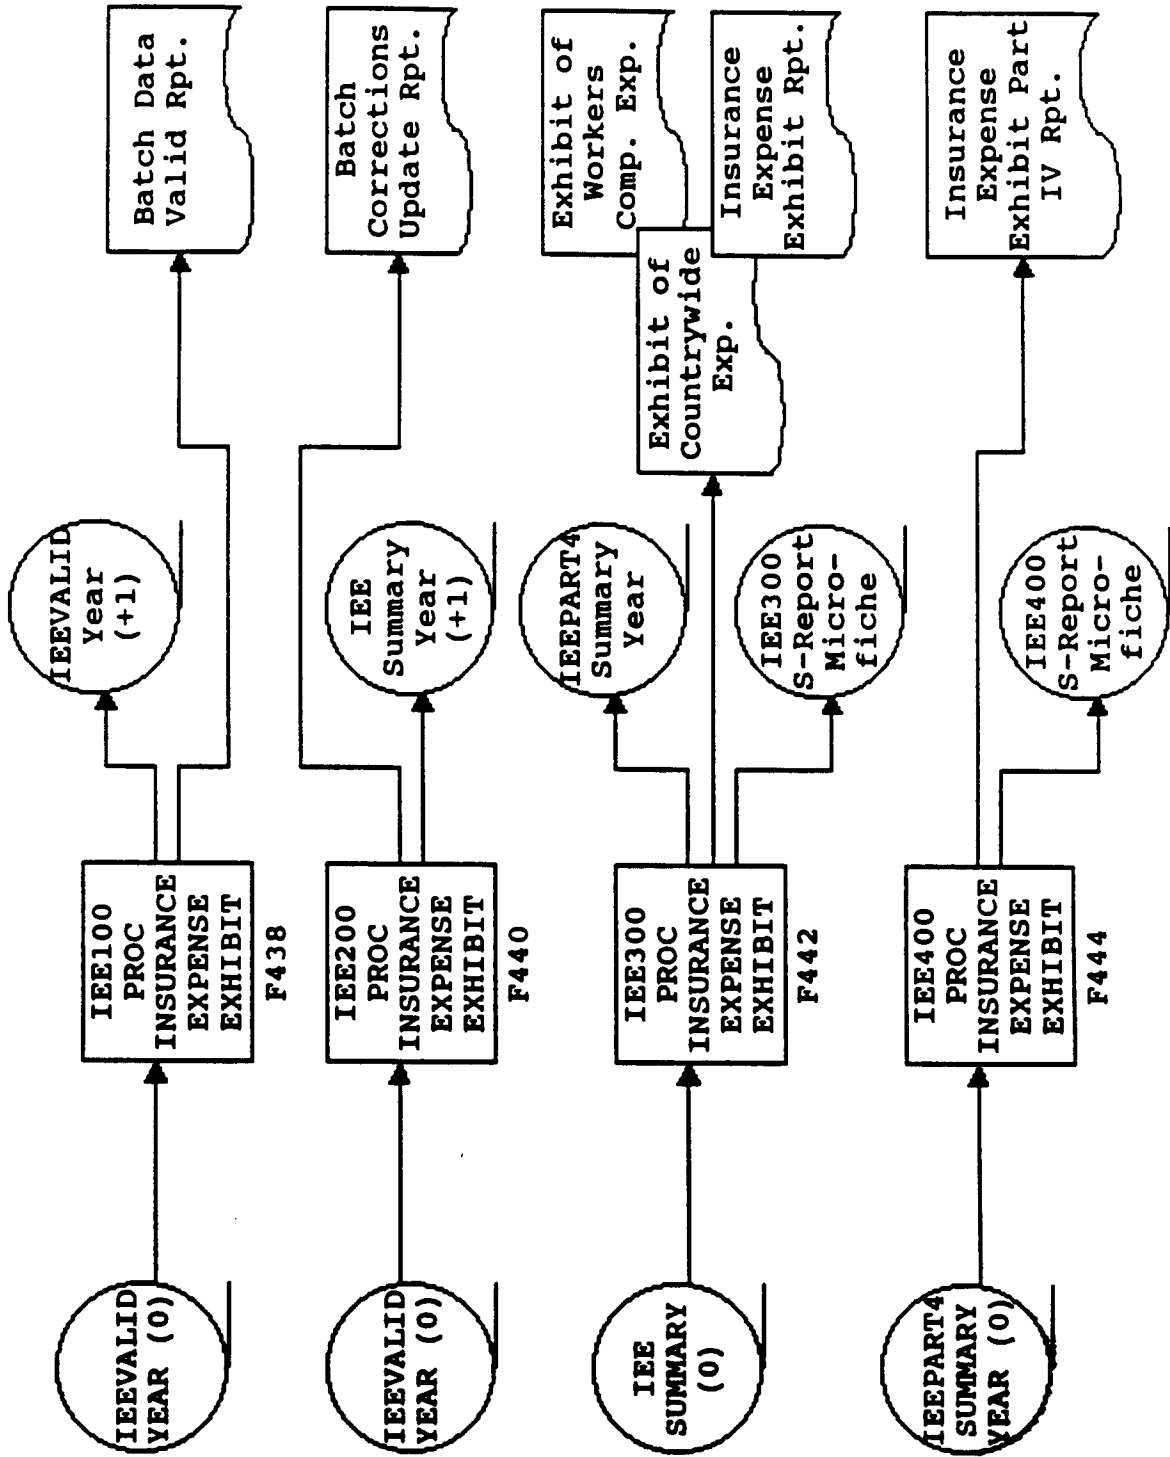 IEEVALID
YEAR (0)
IEE100
PROC
INSURANCE
EXPENSE
EXHIBIT
F438
IEEVALID
Year
(+1)
Batch Data
Valid Rpt.
IEEVALID
YEAR (0)
IEE200
PROC
INSURANCE
EXPENSE
EXHIBIT
F440
IEE
Summary
Year
(+1)
Batch
Corrections
Update Rpt.
IEE
SUMMARY
(0)
IEE300
PROC
INSURANCE
EXPENSE
EXHIBIT
F442
IEEPART4
Summary
Year
IEE300
S-Report
Micro-
fiche
Exhibit of
Workers
Comp. Exp.
Exhibit of
Countrywide
Exp.
Insurance
Expense
Exhibit Rpt.
IEEPART4
SUMMARY
YEAR (0)
IEE400
PROC
INSURANCE
EXPENSE
EXHIBIT
F444
IEE400
S-Report
Micro-
fiche
Insurance
Expense
Exhibit Part
IV Rpt.